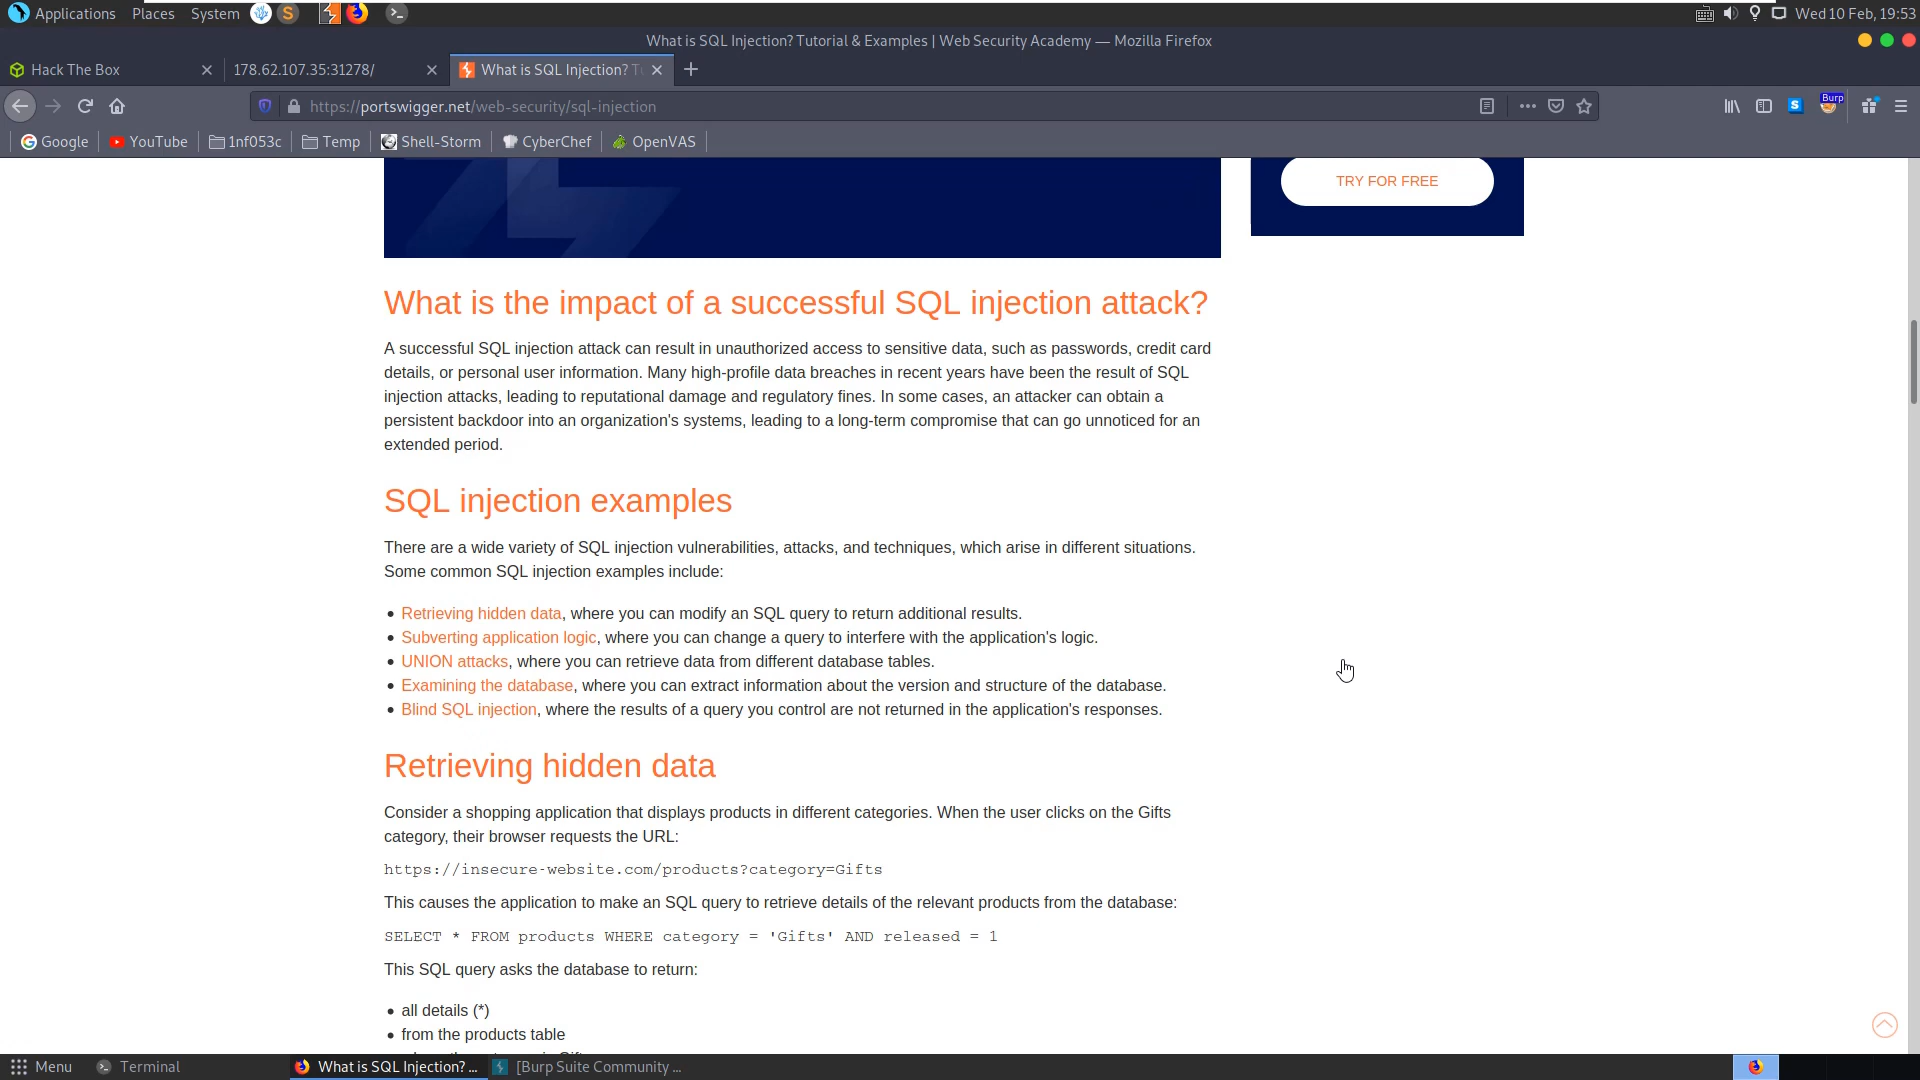 Applications Places System S Wed 10 Feb, 19:53
What is SQL Injection? Tutorial & Examples | Web Security Academy — Mozilla Firefox
Hack The Box 178.62.107.35:31278/ What is SQL Injection? Tu
https://portswigger.net/web-security/sql-injection S Burp
Google YouTube 1nf053c Temp Shell-Storm CyberChef OpenVAS
TRY FOR FREE
What is the impact of a successful SQL injection attack?
A successful SQL injection attack can result in unauthorized access to sensitive data, such as passwords, credit card
details, or personal user information. Many high-profile data breaches in recent years have been the result of SQL
injection attacks, leading to reputational damage and regulatory fines. In some cases, an attacker can obtain a
persistent backdoor into an organization's systems, leading to a long-term compromise that can go unnoticed for an
extended period.
SQL injection examples
There are a wide variety of SQL injection vulnerabilities, attacks, and techniques, which arise in different situations.
Some common SQL injection examples include:
• Retrieving hidden data, where you can modify an SQL query to return additional results.
• Subverting application logic, where you can change a query to interfere with the application's logic.
• UNION attacks, where you can retrieve data from different database tables.
• Examining the database, where you can extract information about the version and structure of the database.
• Blind SQL injection, where the results of a query you control are not returned in the application's responses.
Retrieving hidden data
Consider a shopping application that displays products in different categories. When the user clicks on the Gifts
category, their browser requests the URL:
https://insecure-website.com/products?category=Gifts
This causes the application to make an SQL query to retrieve details of the relevant products from the database:
SELECT * FROM products WHERE category = 'Gifts' AND released = 1
This SQL query asks the database to return:
• all details (*)
• from the products table
Menu Terminal What is SQL Injection? ... [Burp Suite Community ...